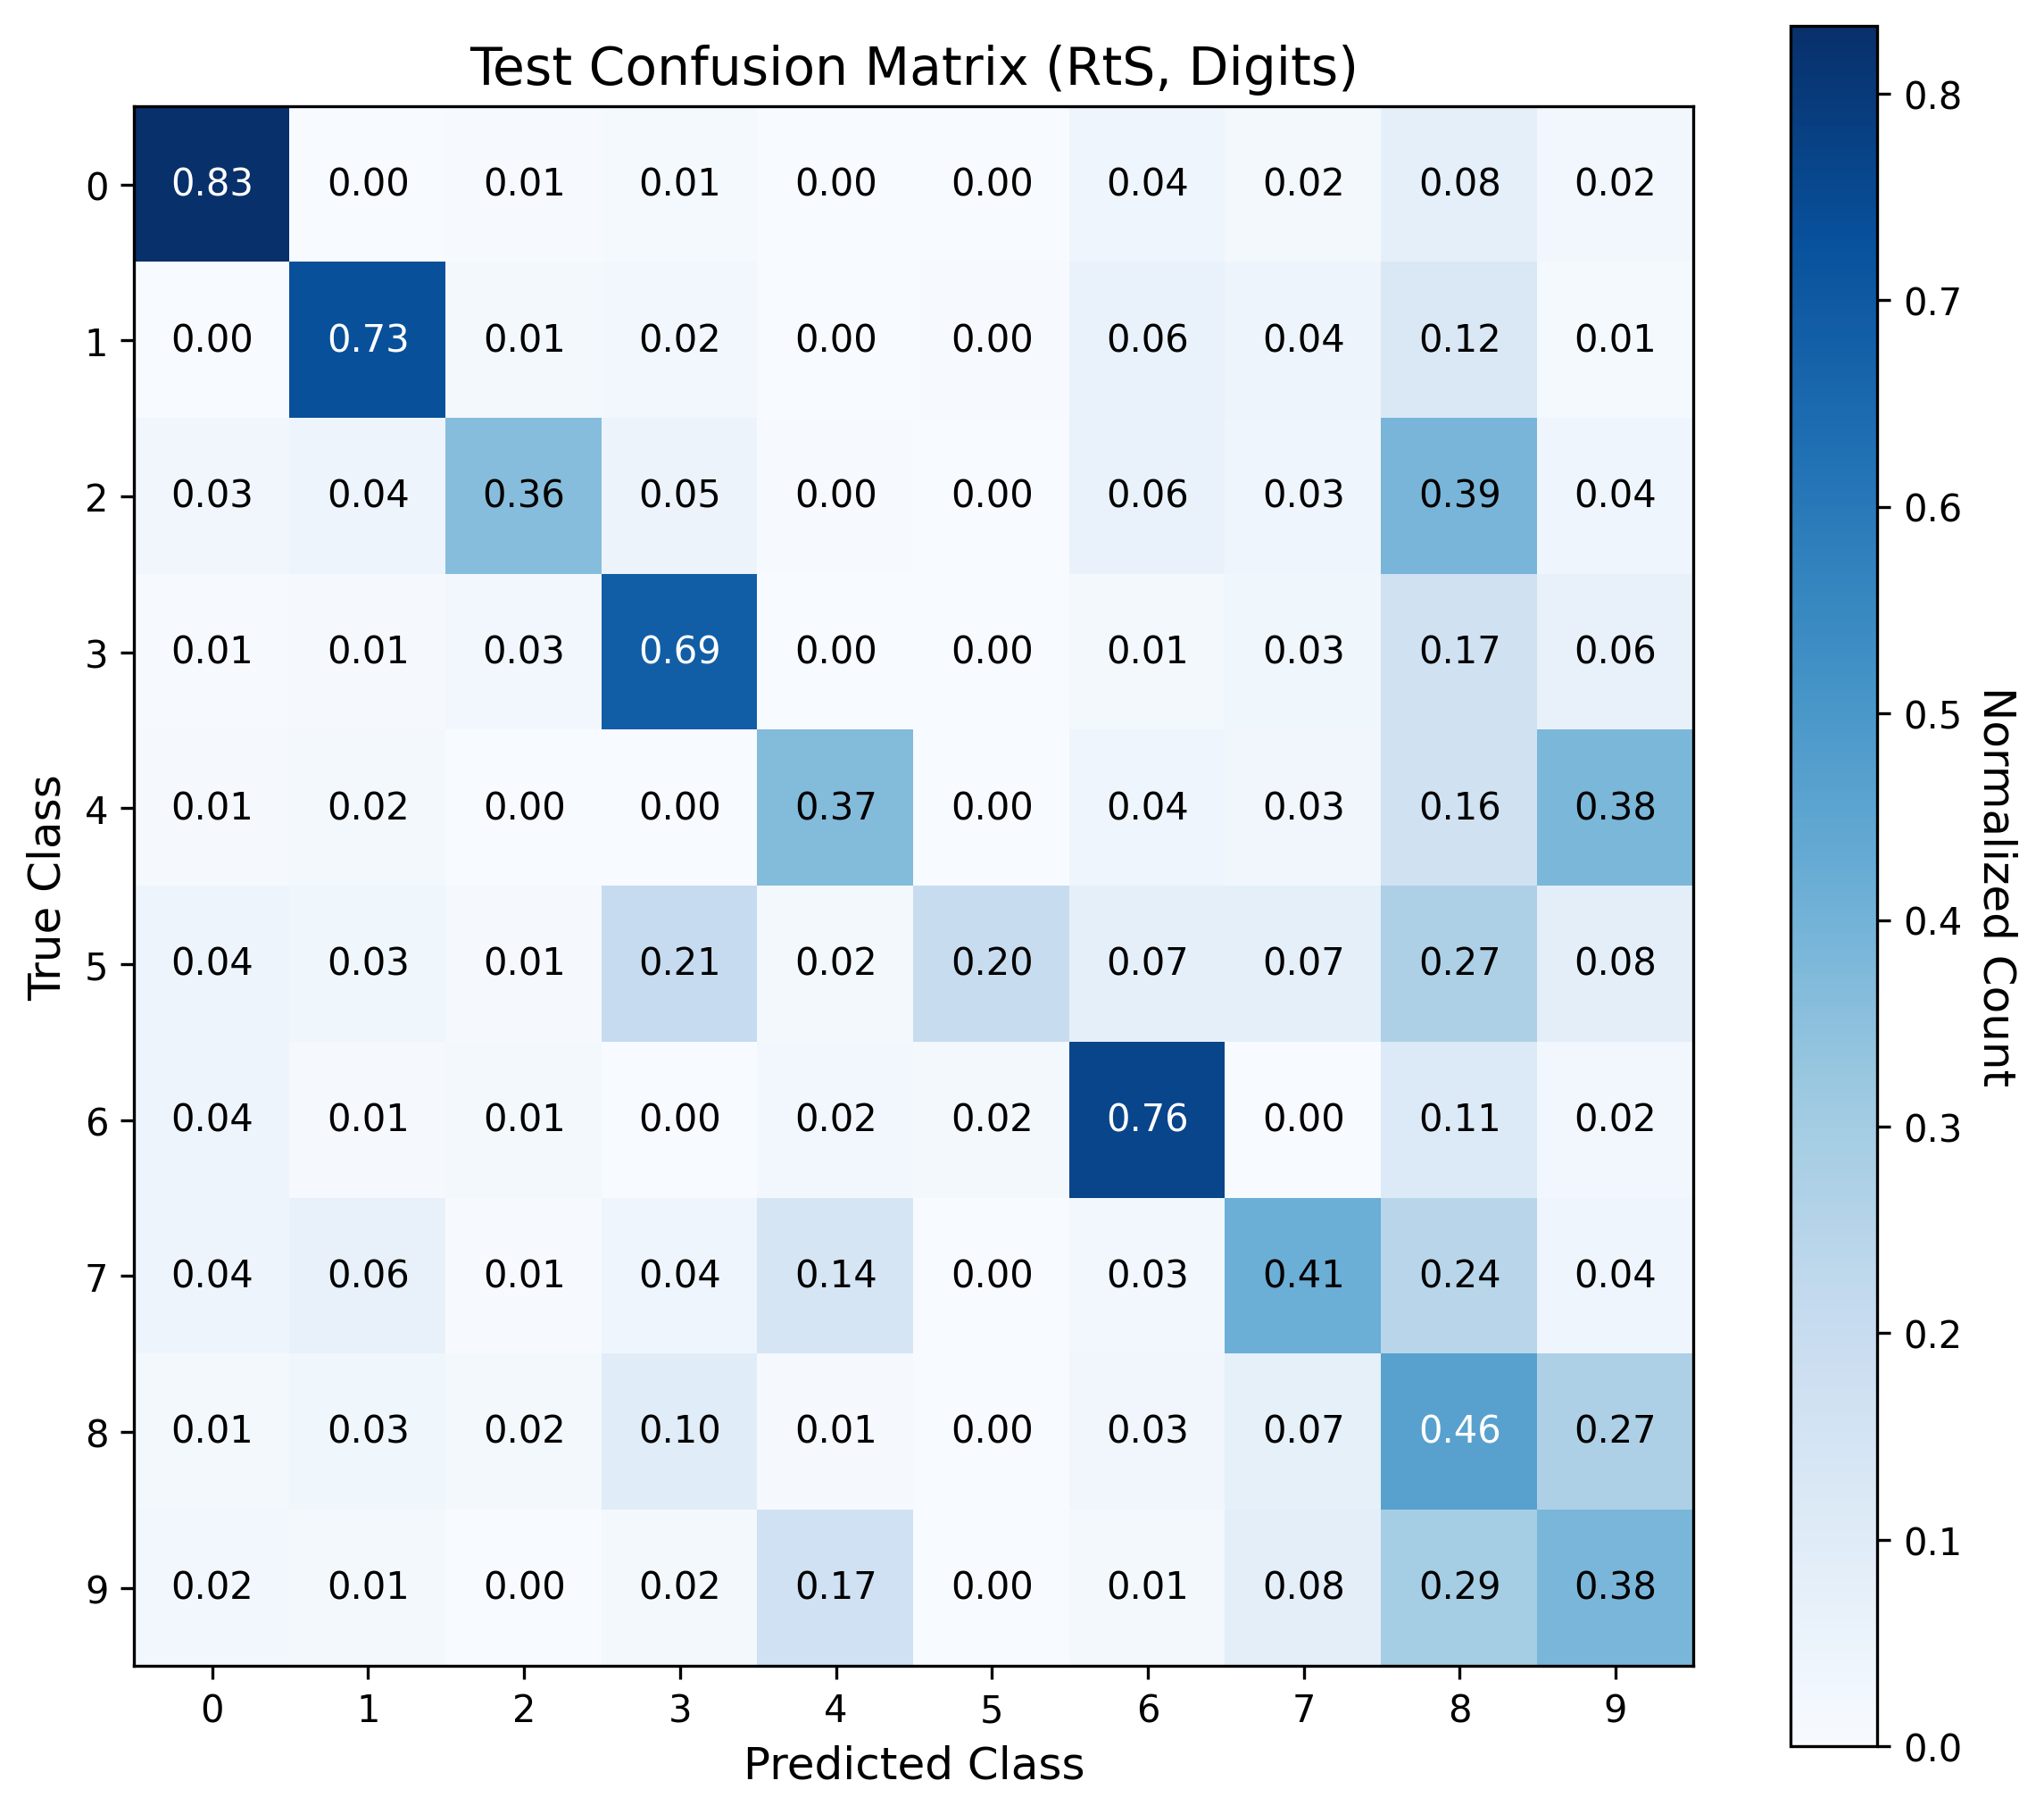 Test Confusion Matrix (RtS, Digits)
0 0.83 0.00 0.01 0.01 0.00 0.00 0.04 0.02 0.08 0.02
1 0.00 0.73 0.01 0.02 0.00 0.00 0.06 0.04 0.12 0.01
2 0.03 0.04 0.36 0.05 0.00 0.00 0.06 0.03 0.39 0.04
3 0.01 0.01 0.03 0.69 0.00 0.00 0.01 0.03 0.17 0.06
4 0.01 0.02 0.00 0.00 0.37 0.00 0.04 0.03 0.16 0.38
5 0.04 0.03 0.01 0.21 0.02 0.20 0.07 0.07 0.27 0.08
6 0.04 0.01 0.01 0.00 0.02 0.02 0.76 0.00 0.11 0.02
7 0.04 0.06 0.01 0.04 0.14 0.00 0.03 0.41 0.24 0.04
8 0.01 0.03 0.02 0.10 0.01 0.00 0.03 0.07 0.46 0.27
9 0.02 0.01 0.00 0.02 0.17 0.00 0.01 0.08 0.29 0.38
0 1 2 3 4 5 6 7 8 9
Predicted Class
True Class
0.8
0.7
0.6
0.5
0.4
0.3
0.2
0.1
0.0
Normalized Count